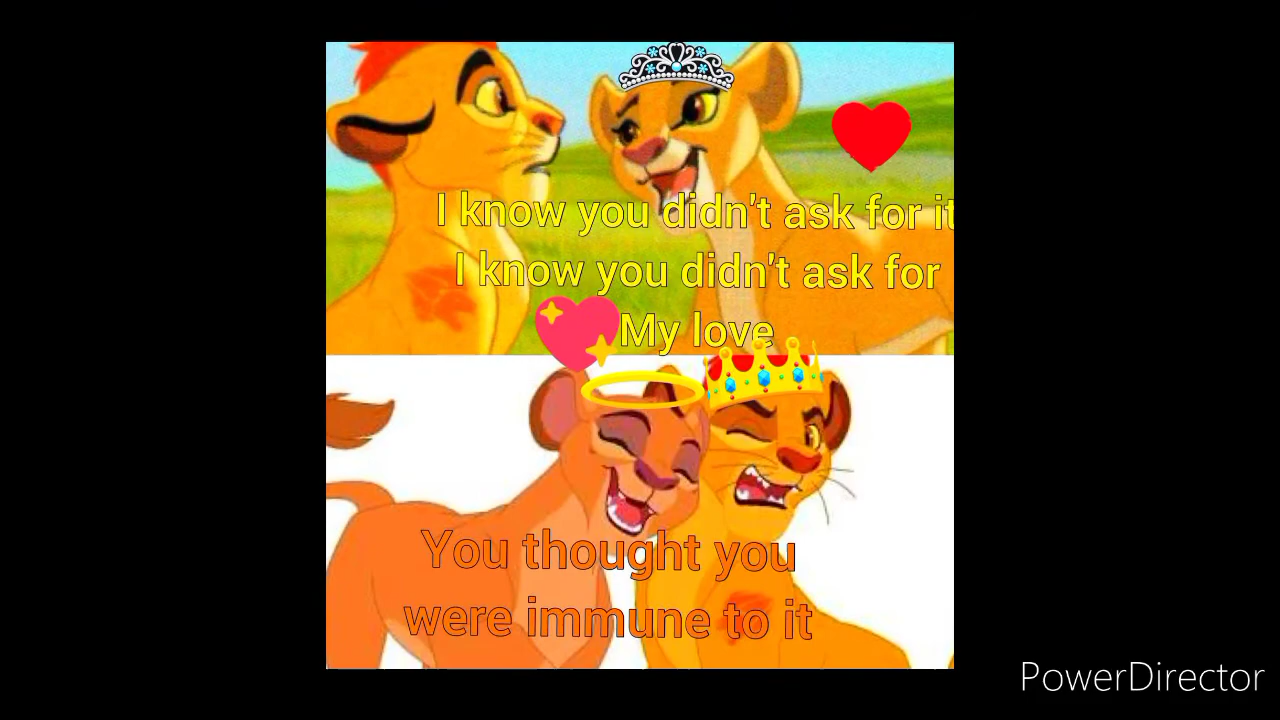 I know you didn't ask for it
I know you didn't ask for
My love
You thought you
were immune to it
PowerDirector